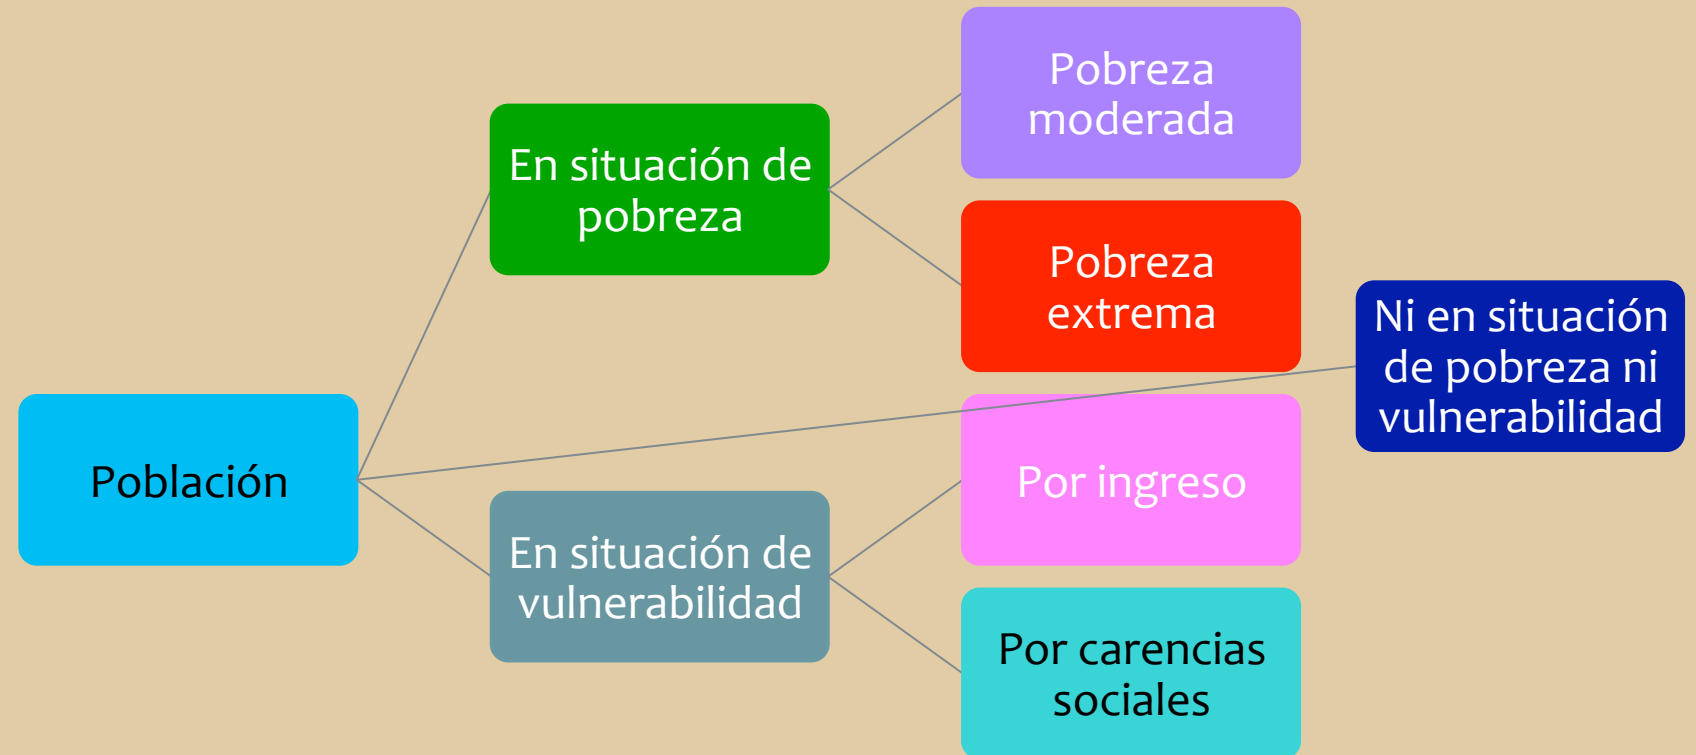 Población
En situación de
pobreza
Pobreza
moderada
Pobreza
extrema
En situación de
vulnerabilidad
Por ingreso
Por carencias
sociales
Ni en situación
de pobreza ni
vulnerabilidad